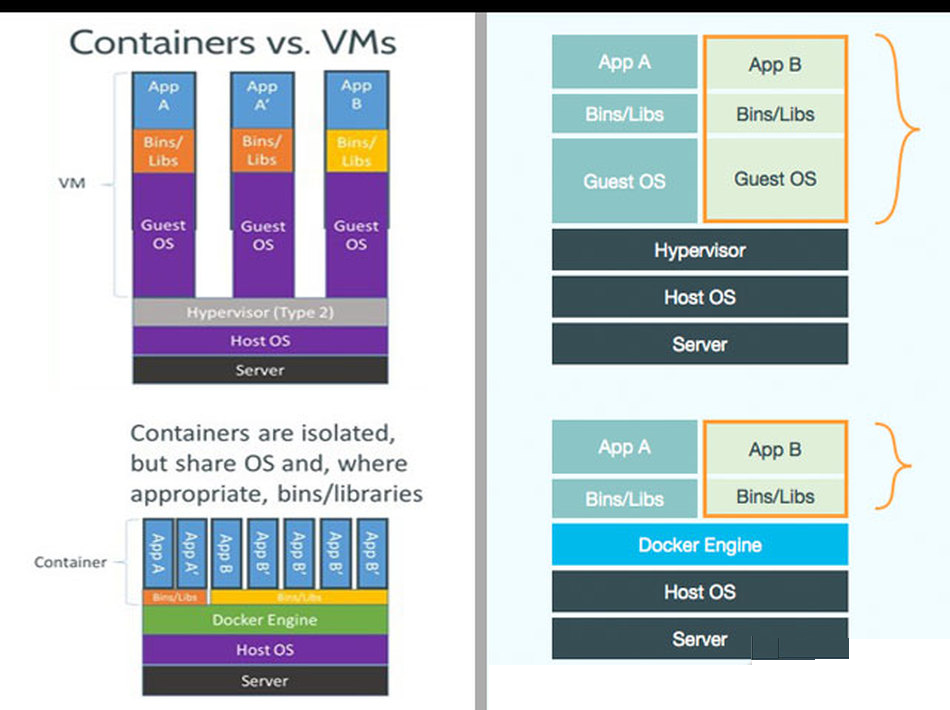 Containers vs. VMs
App
A
App
A'
App
B
Bins/
Libs
Bins/
Libs
Bins/
Libs
VM
Guest
OS
Guest
OS
Guest
OS
Hypervisor (Type 2)
Host OS
Server
Containers are isolated,
but share OS and, where
appropriate, bins/libraries
Container
App A
App A'
App B
App B'
App B'
App B'
App B'
Bins/Libs
Bins/Libs
Docker Engine
Host OS
Server
App A
App B
Bins/Libs
Bins/Libs
Guest OS
Guest OS
Hypervisor
Host OS
Server
App A
App B
Bins/Libs
Bins/Libs
Docker Engine
Host OS
Server